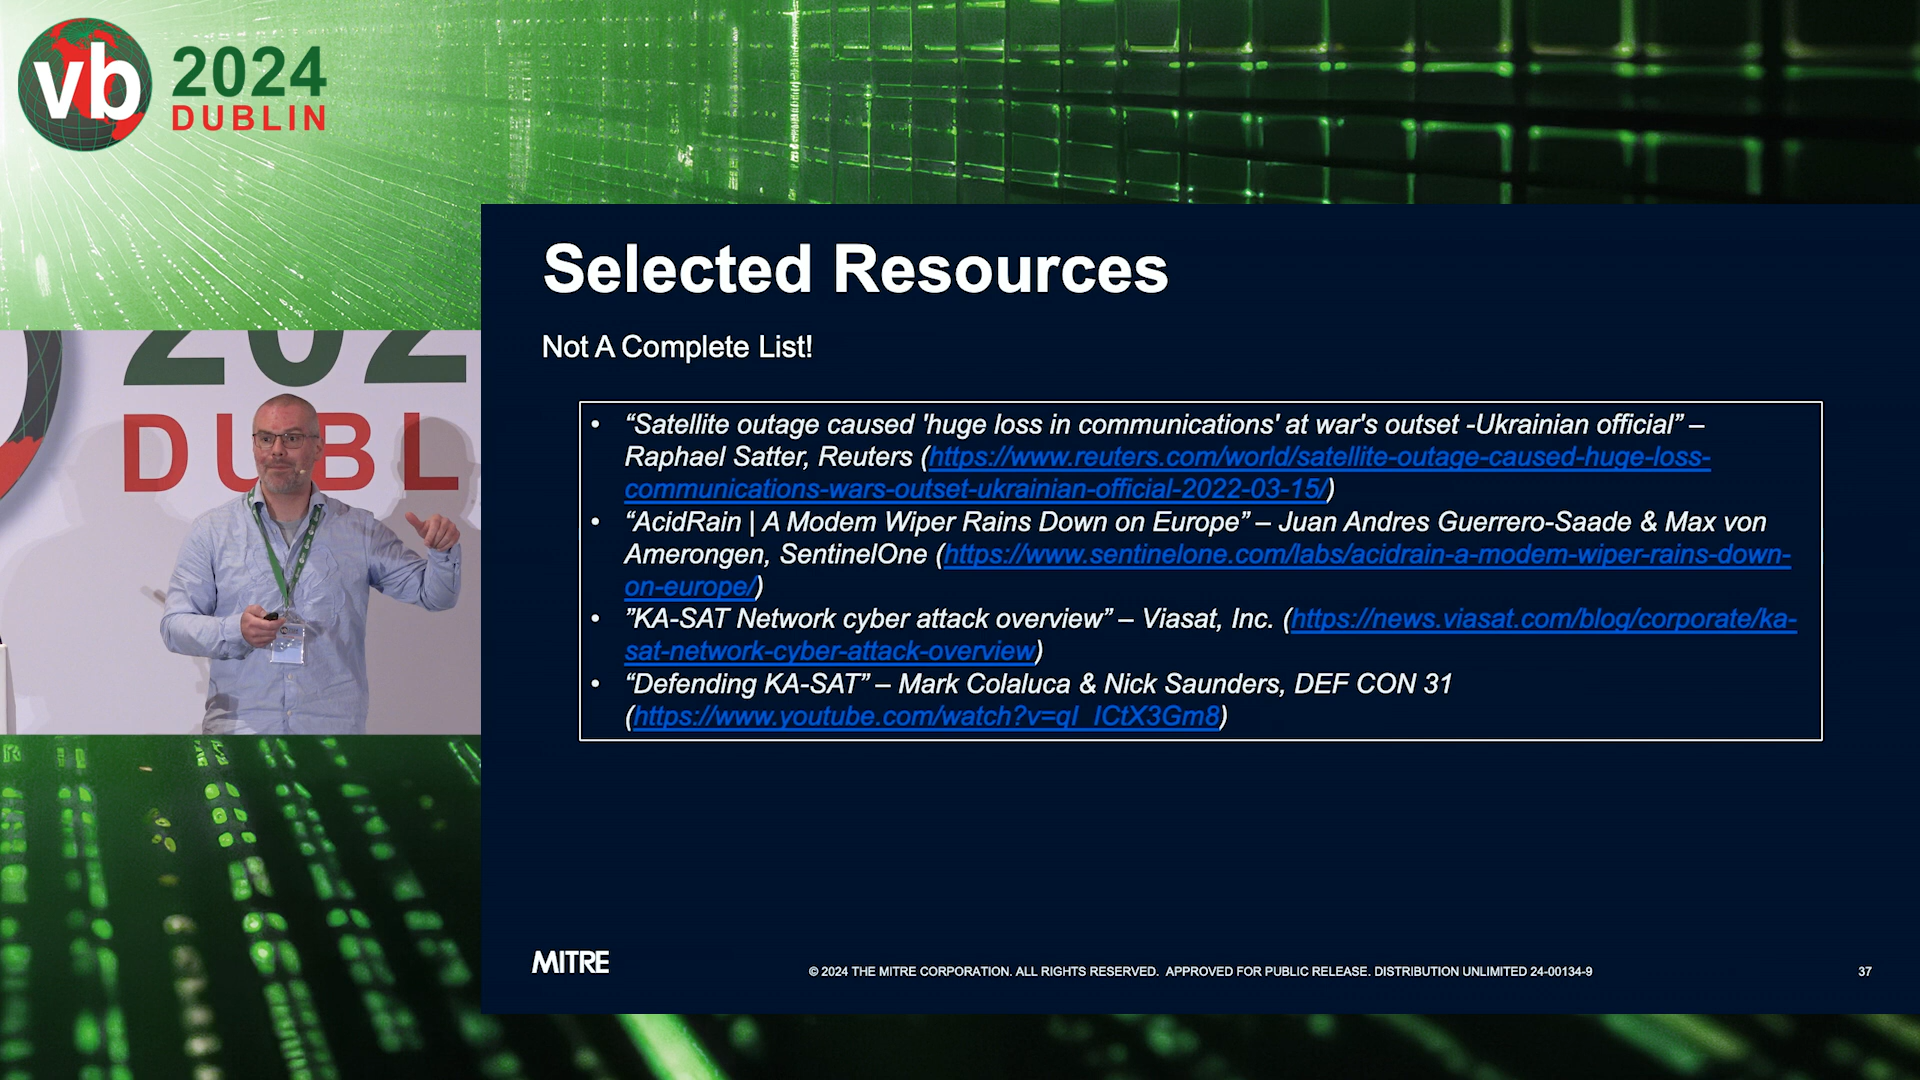 vb
2024
DUBLIN
202
DUBL
Selected Resources
Not A Complete List!
• “Satellite outage caused 'huge loss in communications' at war's outset -Ukrainian official” –
Raphael Satter, Reuters (https://www.reuters.com/world/satellite-outage-caused-huge-loss-
communications-wars-outset-ukrainian-official-2022-03-15/)
• “AcidRain | A Modem Wiper Rains Down on Europe” – Juan Andres Guerrero-Saade & Max von
Amerongen, SentinelOne (https://www.sentinelone.com/labs/acidrain-a-modem-wiper-rains-down-
on-europe/)
• ”KA-SAT Network cyber attack overview” – Viasat, Inc. (https://news.viasat.com/blog/corporate/ka-
sat-network-cyber-attack-overview)
• “Defending KA-SAT” – Mark Colaluca & Nick Saunders, DEF CON 31
(https://www.youtube.com/watch?v=qI_ICtX3Gm8)
MITRE
© 2024 THE MITRE CORPORATION. ALL RIGHTS RESERVED. APPROVED FOR PUBLIC RELEASE. DISTRIBUTION UNLIMITED 24-00134-9
37